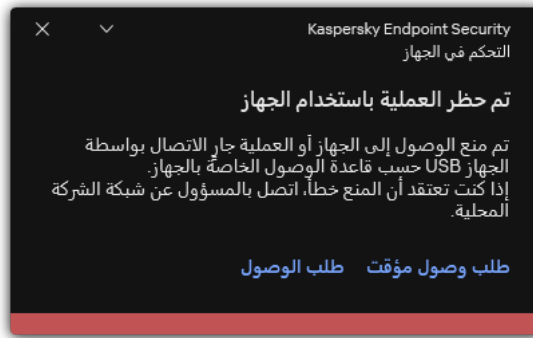 Kaspersky Endpoint Security
التحكم في الجهاز
تم حظر العملية باستخدام الجهاز
تم منع الوصول إلى الجهاز أو العملية جارٍ الاتصال بواسطة
الجهاز USB حسب قاعدة الوصول الخاصة بالجهاز.
إذا كنت تعتقد أن المنع خطأ، اتصل بالمسؤول عن شبكة الشركة
المحلية.
طلب وصول مؤقت طلب الوصول